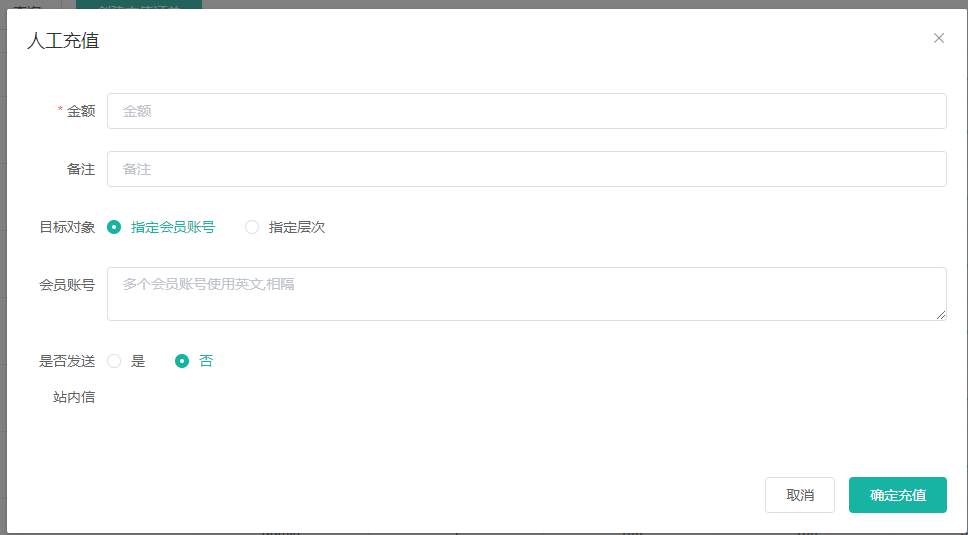 人工充值
* 金额 金额
备注 备注
目标对象 指定会员账号 指定层次
会员账号 多个会员账号使用英文,相隔
是否发送 是 否
站内信
取消 确定充值